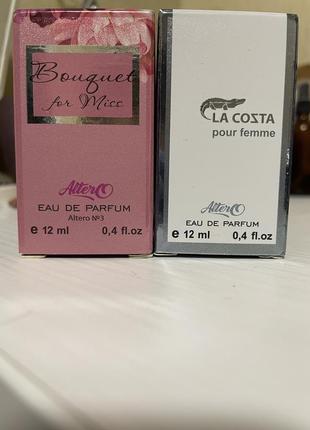 Bouquet
for Miss
AlterO
EAU DE PARFUM
Altero №3
e 12 ml 0,4 fl.oz
LA COSTA
pour femme
AlterO
EAU DE PARFUM
e 12 ml 0,4 fl.oz